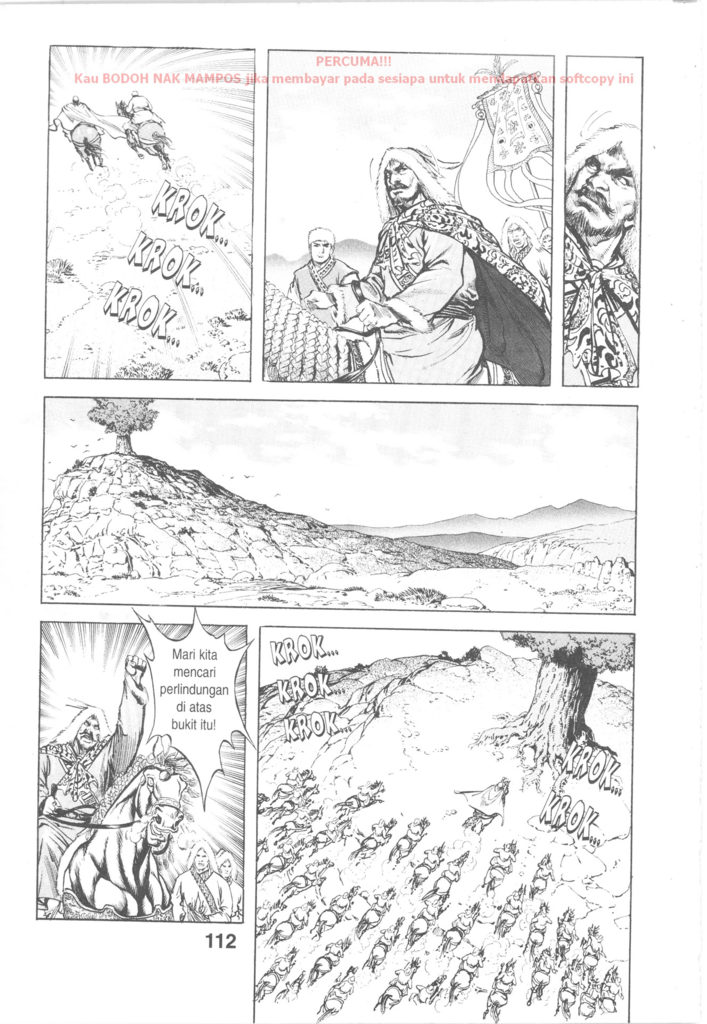 PERCUMA!!!
Kau BODOH NAK MAMPOS jika membayar pada sesiapa untuk mendapatkan softcopy ini
KROK...
KROK...
KROK...
Mari kita
mencari
perlindungan
di atas
bukit itu!
KROK...
KROK...
KROK...
KROK...
KROK...
112